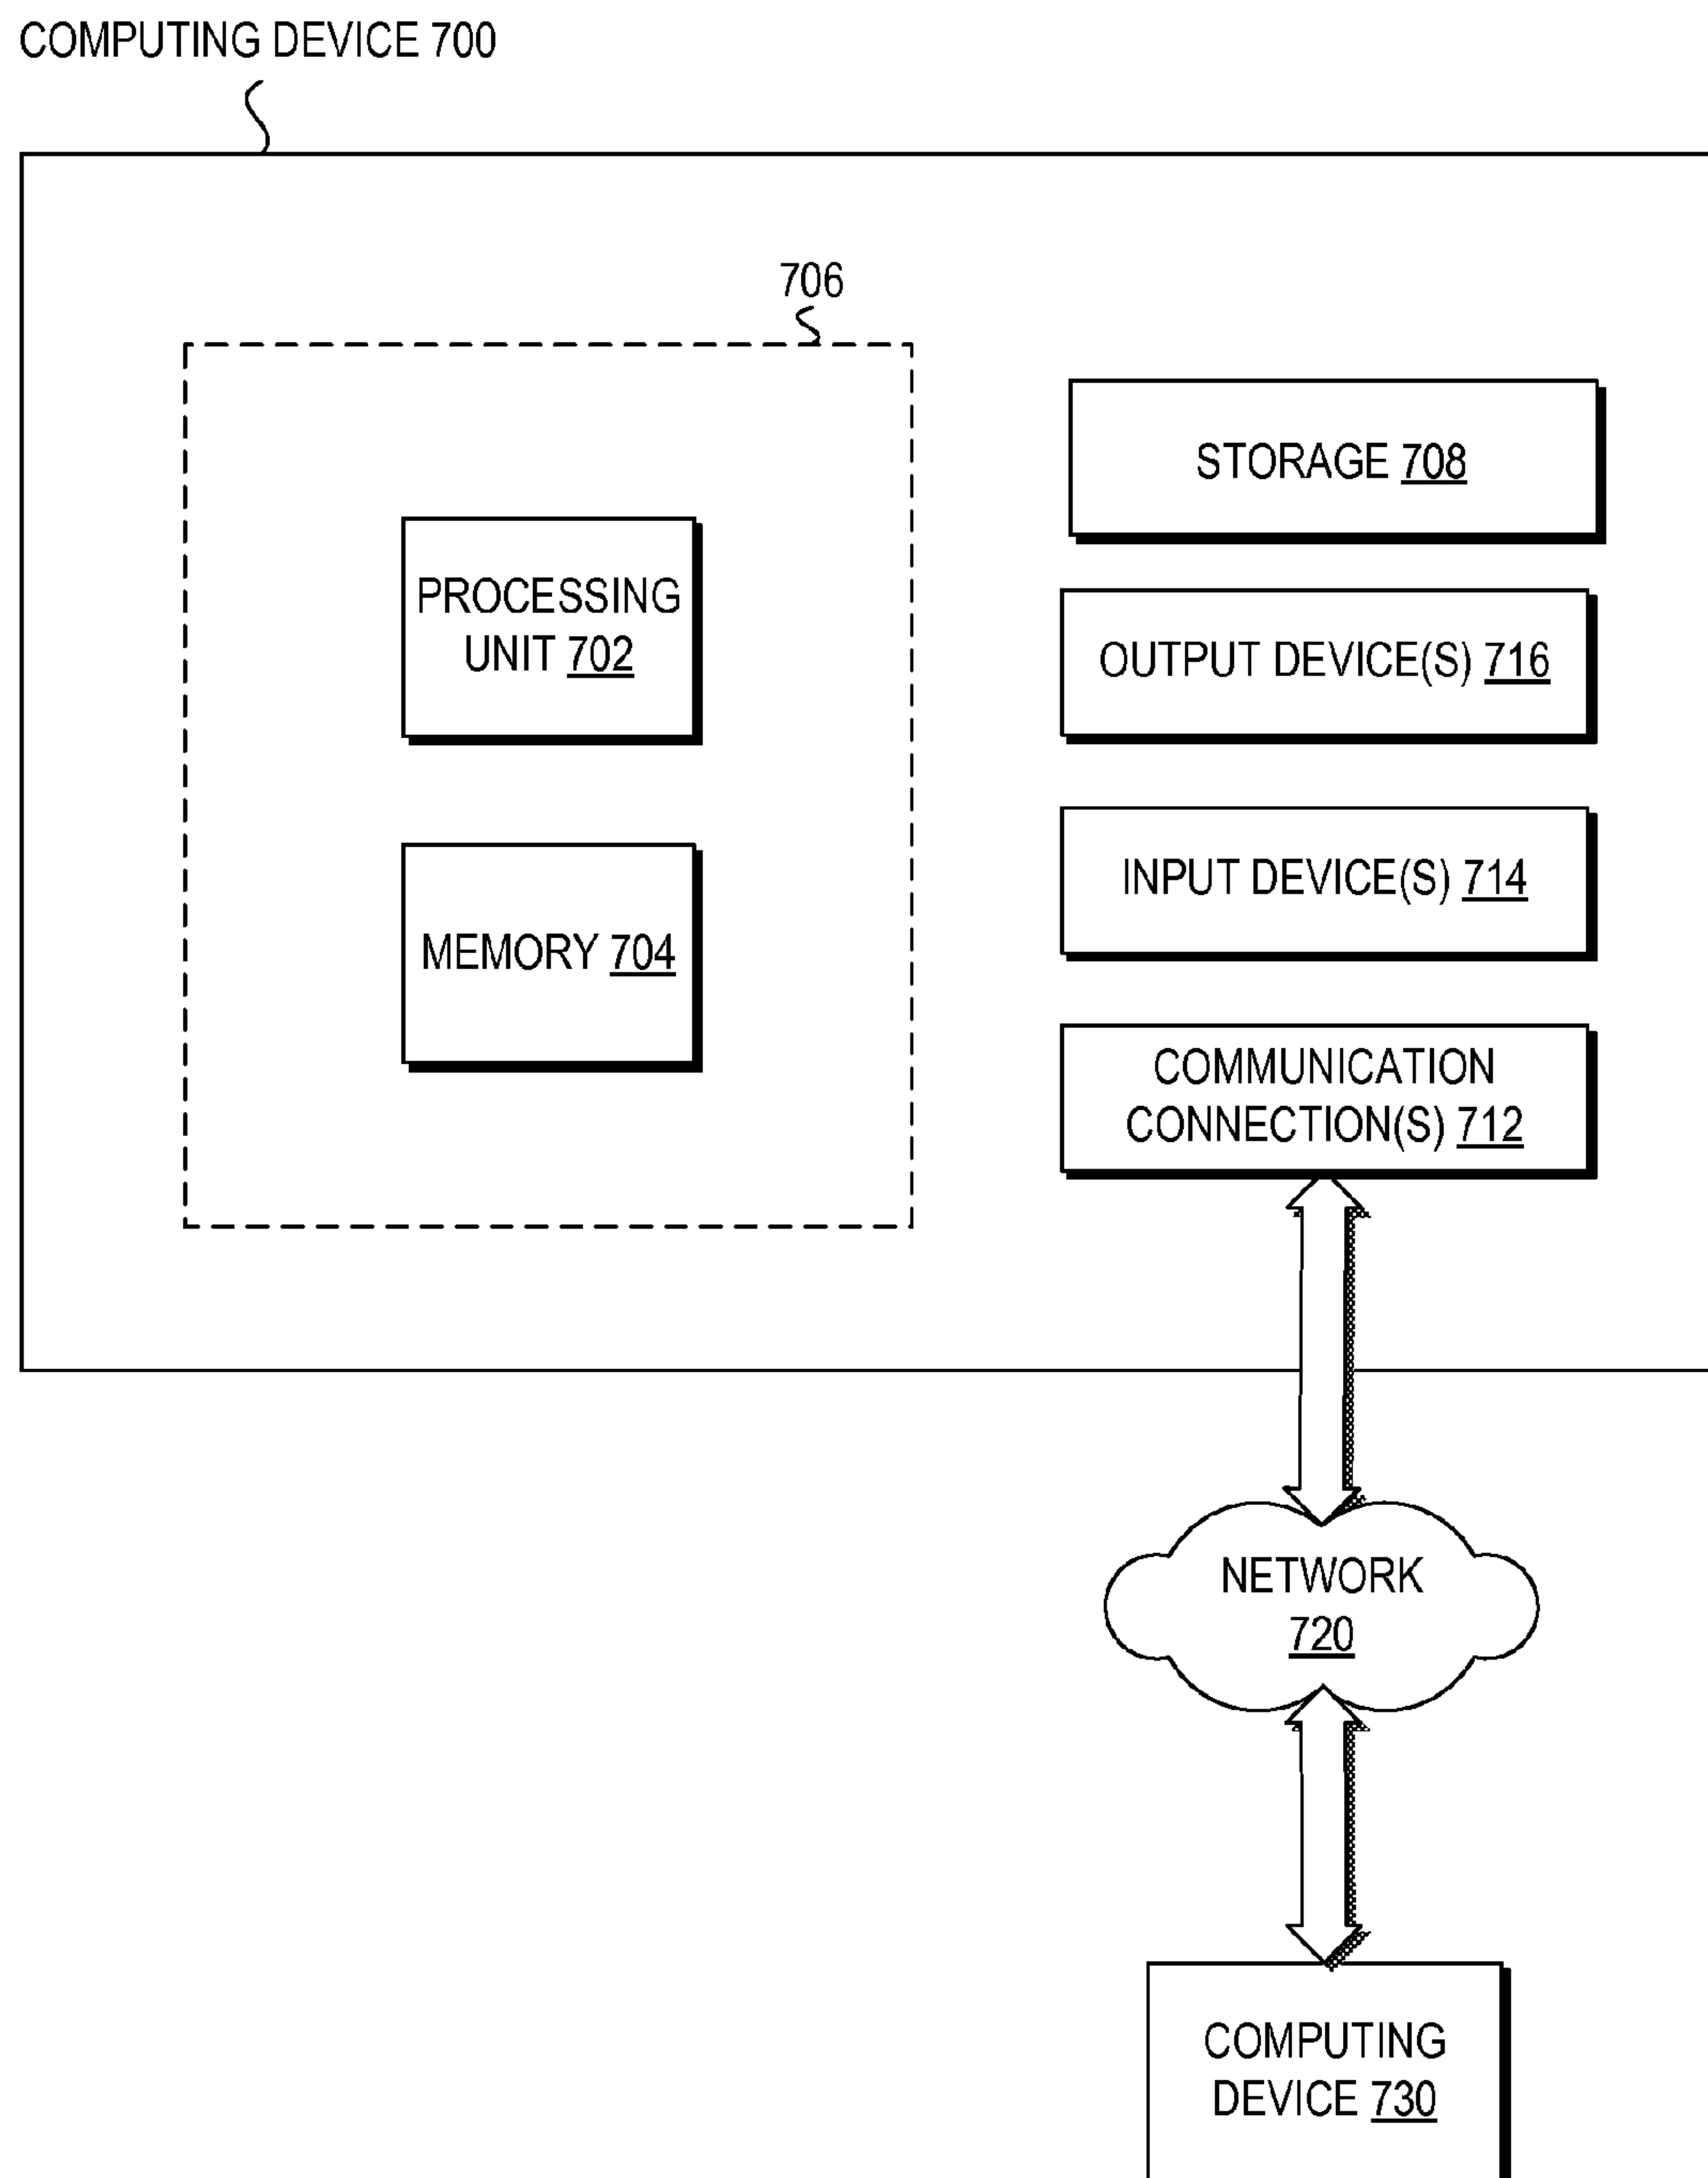 COMPUTING DEVICE 700
706
PROCESSING
UNIT 702
MEMORY 704
STORAGE 708
OUTPUT DEVICE(S) 716
INPUT DEVICE(S) 714
COMMUNICATION
CONNECTION(S) 712
NETWORK
720
COMPUTING
DEVICE 730